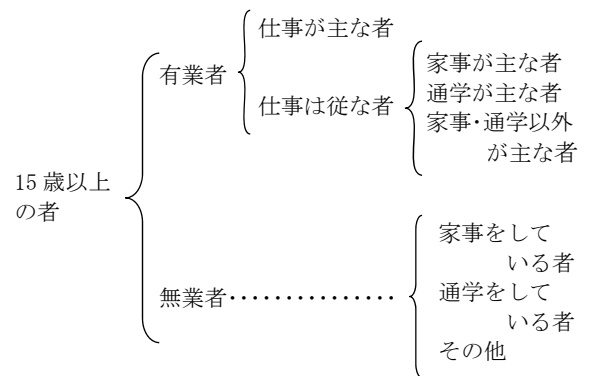 15 歳以上
の者
有業者
仕事が主な者
仕事は従な者
家事が主な者
通学が主な者
家事・通学以外
が主な者
無業者・・・・・・・・・・・・・・・
家事をして
いる者
通学をして
いる者
その他